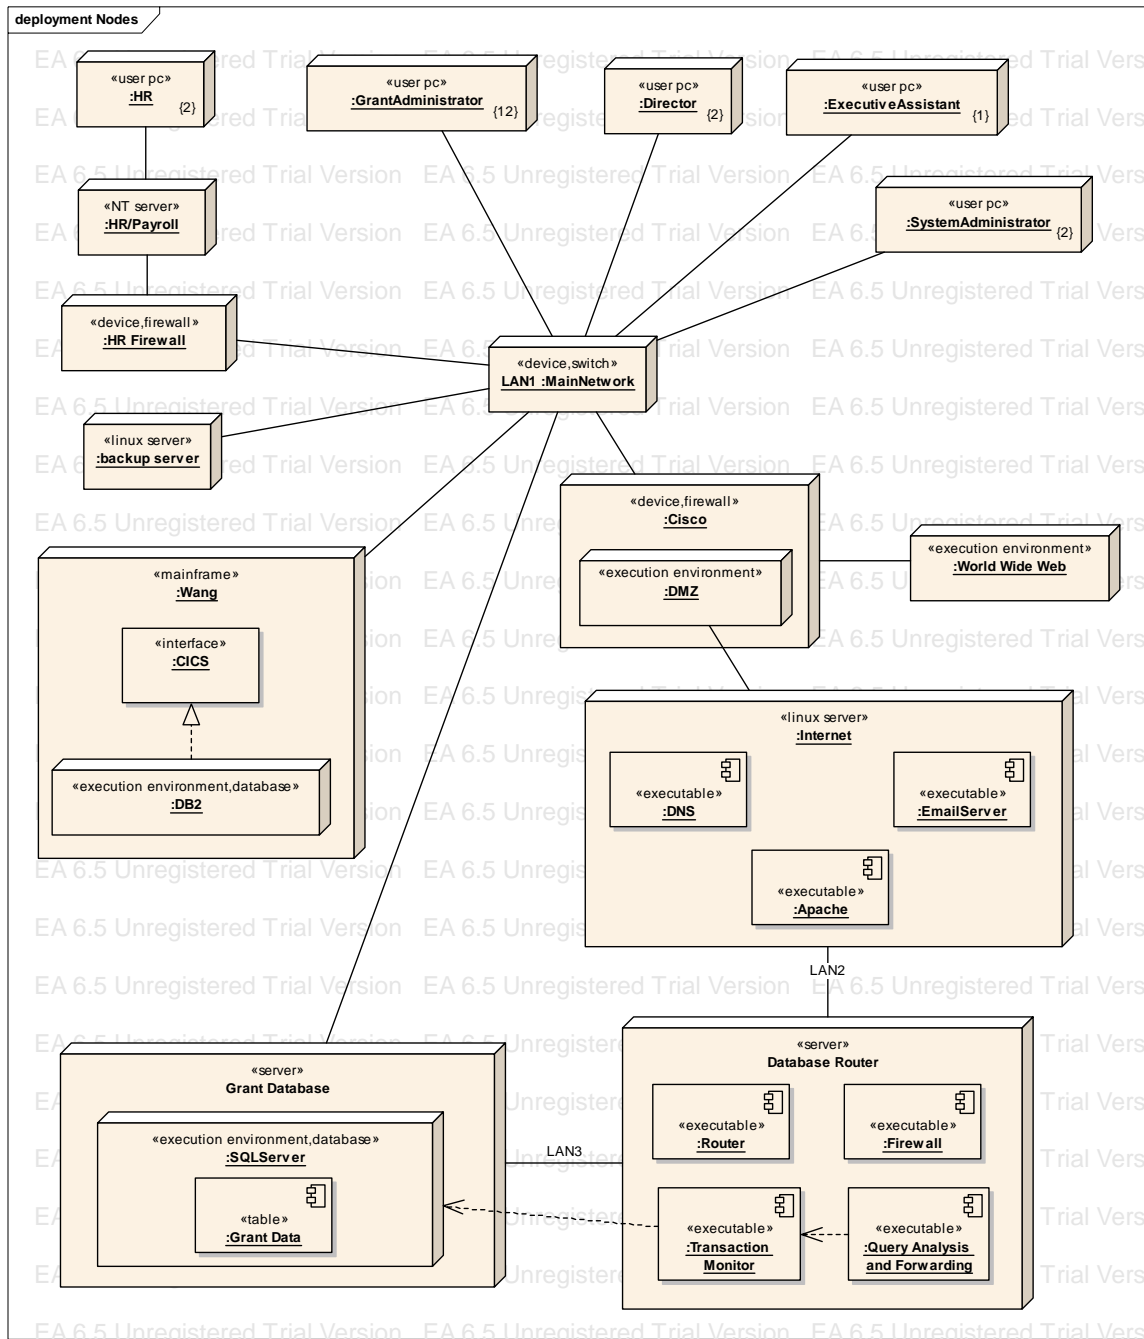 deployment Nodes
«user pc»
:HR
{2}
«user pc»
:GrantAdministrator
{12}
«user pc»
:Director
{2}
«user pc»
:ExecutiveAssistant
{1}
«NT server»
:HR/Payroll
«user pc»
:SystemAdministrator
{2}
«device,firewall»
:HR Firewall
«device,switch»
LAN1 :MainNetwork
«linux server»
:backup server
«device,firewall»
:Cisco
«execution environment»
:DMZ
«execution environment»
:World Wide Web
«mainframe»
:Wang
«interface»
:CICS
«execution environment,database»
:DB2
«linux server»
:Internet
«executable»
:DNS
«executable»
:EmailServer
«executable»
:Apache
LAN2
«server»
Grant Database
«execution environment,database»
:SQLServer
«table»
:Grant Data
LAN3
«server»
Database Router
«executable»
:Router
«executable»
:Firewall
«executable»
:Transaction
Monitor
«executable»
:Query Analysis
and Forwarding
EA 6.5 Unregistered Trial Version